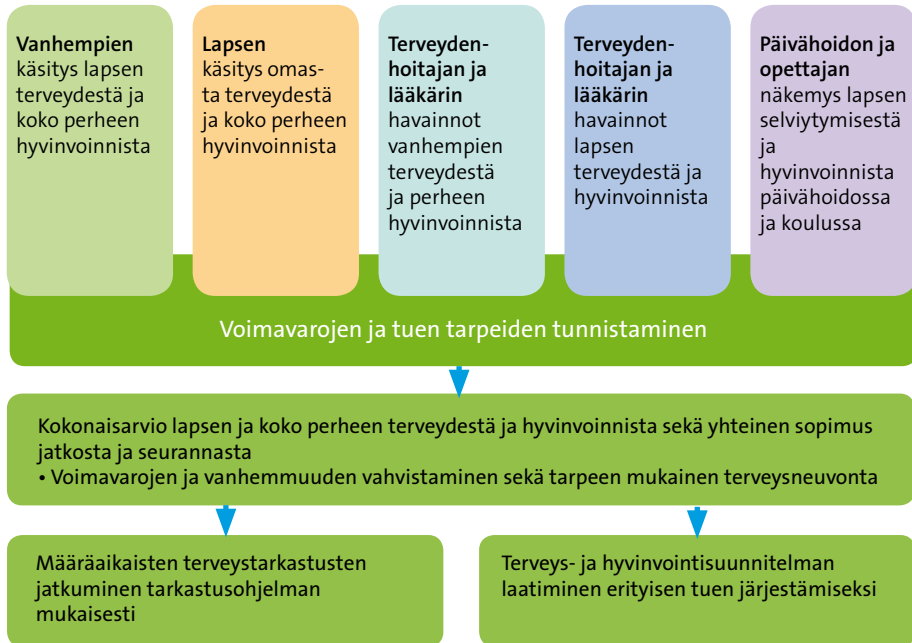 Vanhempien
käsitys lapsen
terveydestä ja
koko perheen
hyvinvoinnista
Lapsen
käsitys omas-
ta terveydestä
ja koko perheen
hyvinvoinnista
Terveyden-
hoitajan ja
lääkärin
havainnot
vanhempien
terveydestä
ja perheen
hyvinvoinnista
Terveyden-
hoitajan ja
lääkärin
havainnot
lapsen
terveydestä ja
hyvinvoinnista
Päivähoidon ja
opettajan
näkemys lapsen
selviytymisestä
ja
hyvinvoinnista
päivähoidossa
ja koulussa
Voimavarojen ja tuen tarpeiden tunnistaminen
Kokonaisarvio lapsen ja koko perheen terveydestä ja hyvinvoinnista sekä yhteinen sopimus
jatkosta ja seurannasta
• Voimavarojen ja vanhemmuuden vahvistaminen sekä tarpeen mukainen terveysneuvonta
Määräaikaisten terveystarkastusten
jatkuminen tarkastusohjelman
mukaisesti
Terveys- ja hyvinvointisuunnitelman
laatiminen erityisen tuen järjestämiseksi